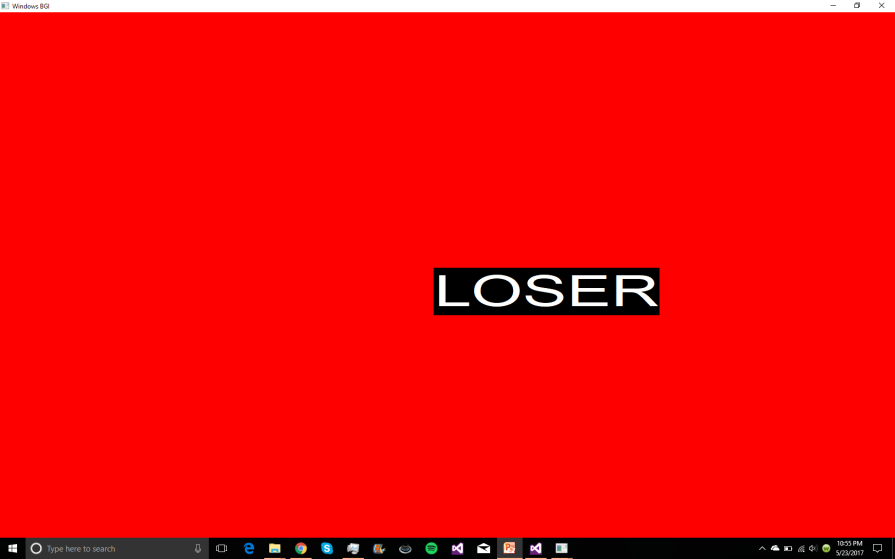 Windows BGI
LOSER
Type here to search
10:55 PM
5/23/2017